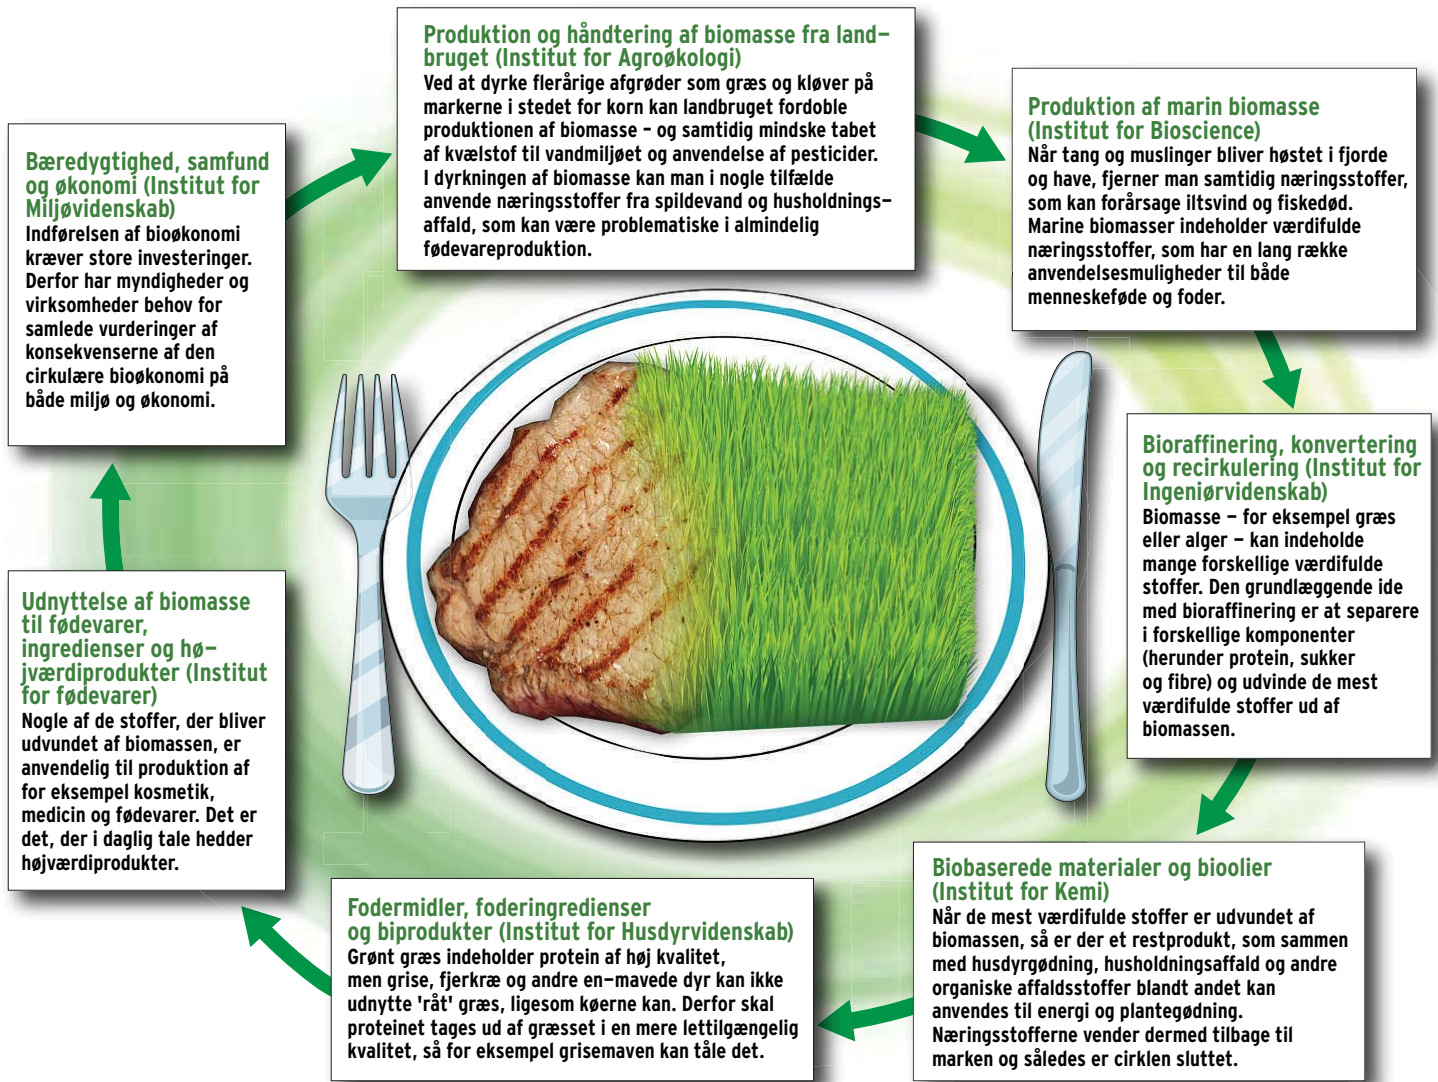 Produktion og håndtering af biomasse fra land–
bruget (Institut for Agroøkologi)
Ved at dyrke flerårige afgrøder som græs og kløver på
markerne i stedet for korn kan landbruget fordoble
produktionen af biomasse – og samtidig mindske tabet
af kvælstof til vandmiljøet og anvendelse af pesticider.
I dyrkningen af biomasse kan man i nogle tilfælde
anvende næringsstoffer fra spildevand og husholdnings–
affald, som kan være problematiske i almindelig
fødevareproduktion.
Produktion af marin biomasse
(Institut for Bioscience)
Når tang og muslinger bliver høstet i fjorde
og have, fjerner man samtidig næringsstoffer,
som kan forårsage iltsvind og fiskedød.
Marine biomasser indeholder værdifulde
næringsstoffer, som har en lang række
anvendelsesmuligheder til både
menneskeføde og foder.
Bioraffinering, konvertering
og recirkulering (Institut for
Ingeniørvidenskab)
Biomasse – for eksempel græs
eller alger – kan indeholde
mange forskellige værdifulde
stoffer. Den grundlæggende ide
med bioraffinering er at separere
i forskellige komponenter
(herunder protein, sukker
og fibre) og udvinde de mest
værdifulde stoffer ud af
biomassen.
Biobaserede materialer og bioolier
(Institut for Kemi)
Når de mest værdifulde stoffer er udvundet af
biomassen, så er der et restprodukt, som sammen
med husdyrgødning, husholdningsaffald og andre
organiske affaldsstoffer blandt andet kan
anvendes til energi og plantegødning.
Næringsstofferne vender dermed tilbage til
marken og således er cirklen sluttet.
Fodermidler, foderingredienser
og biprodukter (Institut for Husdyrvidenskab)
Grønt græs indeholder protein af høj kvalitet,
men grise, fjerkræ og andre en–mavede dyr kan ikke
udnytte 'råt' græs, ligesom køerne kan. Derfor skal
proteinet tages ud af græsset i en mere lettilgængelig
kvalitet, så for eksempel grisemaven kan tåle det.
Udnyttelse af biomasse
til fødevarer,
ingredienser og hø–
jværdiprodukter (Institut
for fødevarer)
Nogle af de stoffer, der bliver
udvundet af biomassen, er
anvendelig til produktion af
for eksempel kosmetik,
medicin og fødevarer. Det er
det, der i daglig tale hedder
højværdiprodukter.
Bæredygtighed, samfund
og økonomi (Institut for
Miljøvidenskab)
Indførelsen af bioøkonomi
kræver store investeringer.
Derfor har myndigheder og
virksomheder behov for
samlede vurderinger af
konsekvenserne af den
cirkulære bioøkonomi på
både miljø og økonomi.